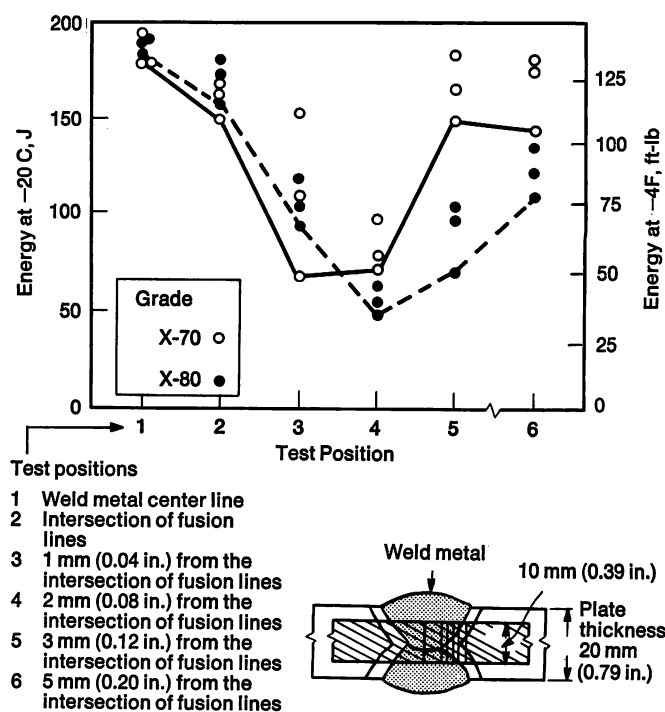 200
150
100
50
0
Energy at −20 C, J
125
100
75
50
25
0
Energy at −4F, ft-lb
Grade
X-70
X-80
1 2 3 4 5 6
Test Position
Test positions
1 Weld metal center line
2 Intersection of fusion
lines
3 1 mm (0.04 in.) from the
intersection of fusion lines
4 2 mm (0.08 in.) from the
intersection of fusion lines
5 3 mm (0.12 in.) from the
intersection of fusion lines
6 5 mm (0.20 in.) from the
intersection of fusion lines
Weld metal
10 mm (0.39 in.)
Plate
thickness
20 mm
(0.79 in.)